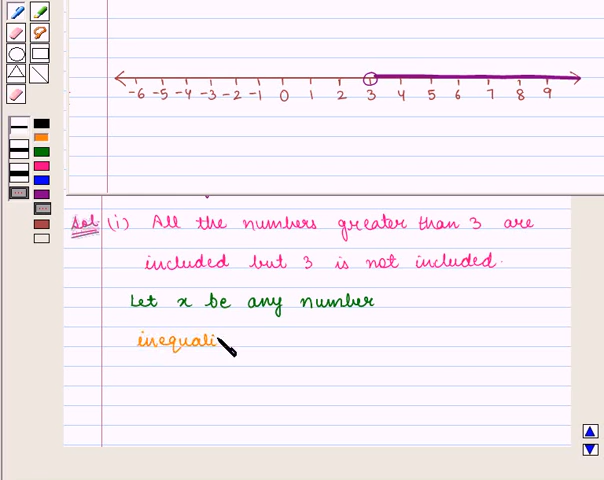 -6 -5 -4 -3 -2 -1 0 1 2 3 4 5 6 7 8 9
Sol (i) All the numbers greater than 3 are
included but 3 is not included.
Let x be any number
inequali